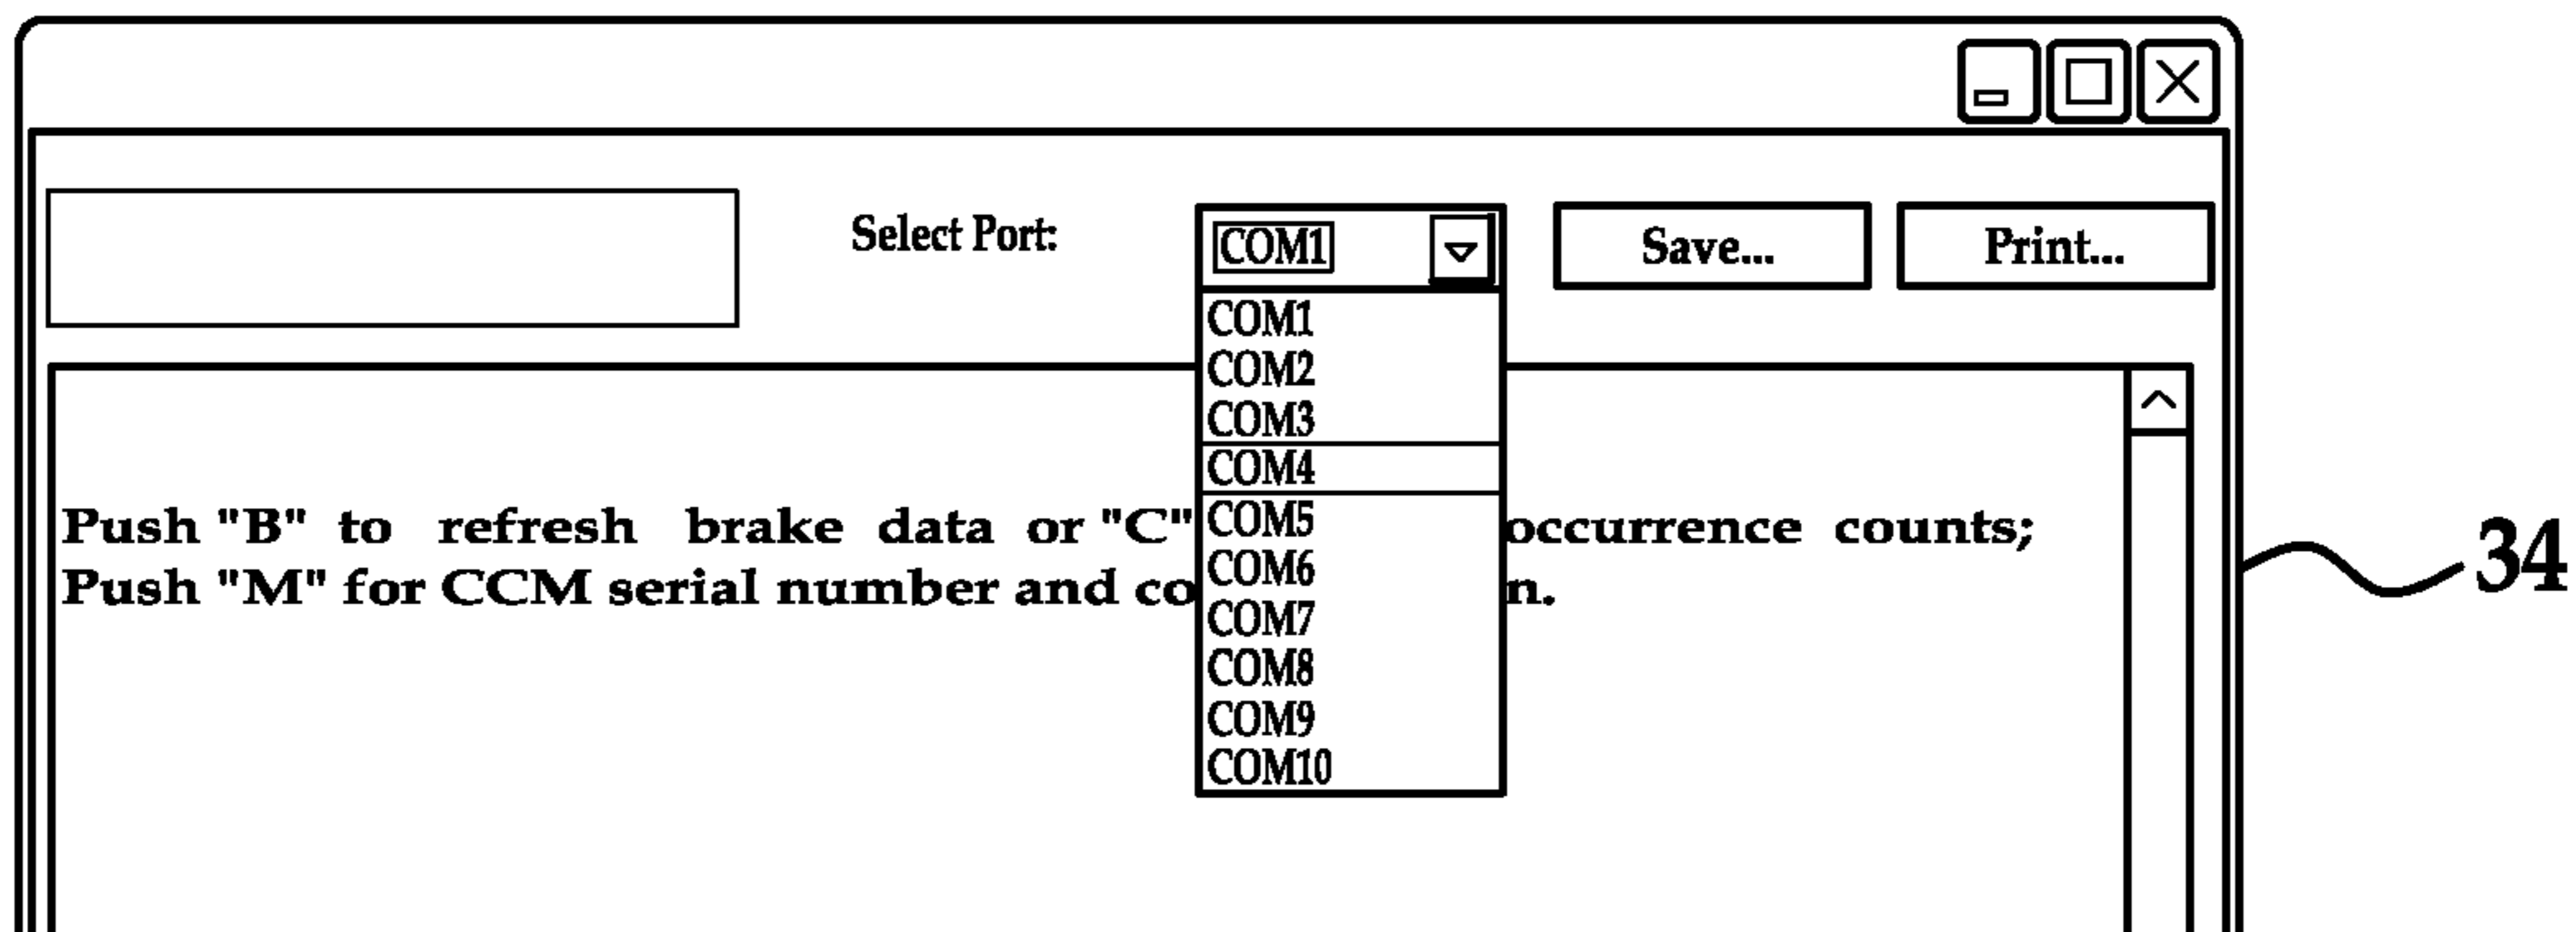 Select Port:
COM1
Save...
Print...
COM1
COM2
COM3
COM4
COM5
COM6
COM7
COM8
COM9
COM10
Push "B" to refresh brake data or "C" occurrence counts;
Push "M" for CCM serial number and
34